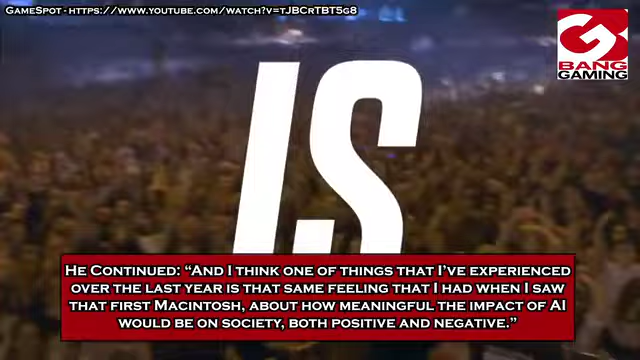 GameSpot - https://www.youtube.com/watch?v=tJBCrTBT5g8
BANG
GAMING
IS
He Continued: “And I think one of things that I’ve experienced
over the last year is that same feeling that I had when I saw
that first Macintosh, about how meaningful the impact of AI
would be on society, both positive and negative.”